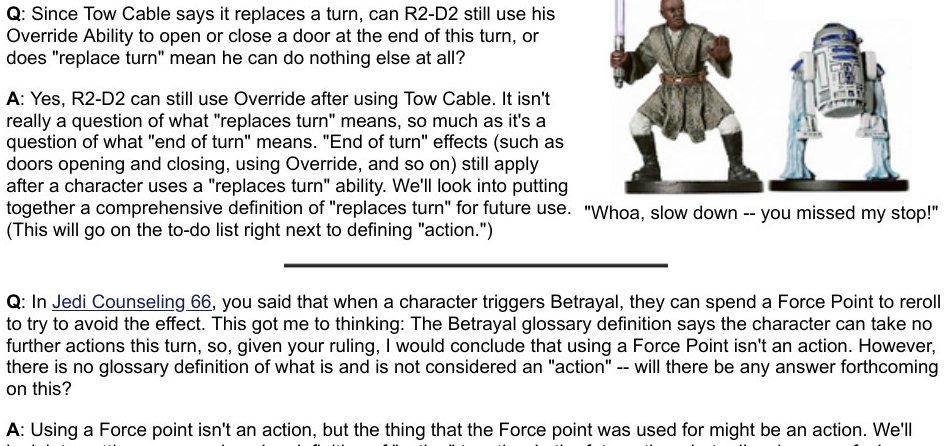 Q: Since Tow Cable says it replaces a turn, can R2-D2 still use his
Override Ability to open or close a door at the end of this turn, or
does "replace turn" mean he can do nothing else at all?
A: Yes, R2-D2 can still use Override after using Tow Cable. It isn't
really a question of what "replaces turn" means, so much as it's a
question of what "end of turn" means. "End of turn" effects (such as
doors opening and closing, using Override, and so on) still apply
after a character uses a "replaces turn" ability. We'll look into putting
together a comprehensive definition of "replaces turn" for future use.
(This will go on the to-do list right next to defining "action.")
"Whoa, slow down -- you missed my stop!"
Q: In Jedi Counseling 66, you said that when a character triggers Betrayal, they can spend a Force Point to reroll
to try to avoid the effect. This got me to thinking: The Betrayal glossary definition says the character can take no
further actions this turn, so, given your ruling, I would conclude that using a Force Point isn't an action. However,
there is no glossary definition of what is and is not considered an "action" -- will there be any answer forthcoming
on this?
A: Using a Force point isn't an action, but the thing that the Force point was used for might be an action. We'll